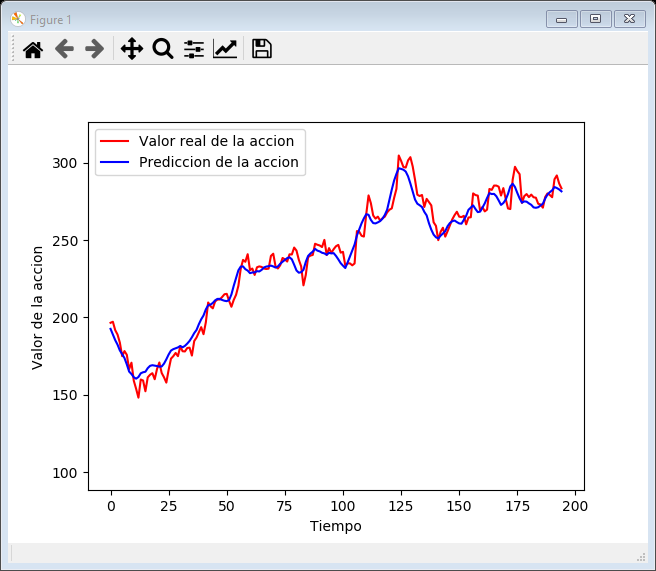 Figure 1
Valor real de la accion
Prediccion de la accion
300
250
200
150
100
Valor de la accion
0 25 50 75 100 125 150 175 200
Tiempo